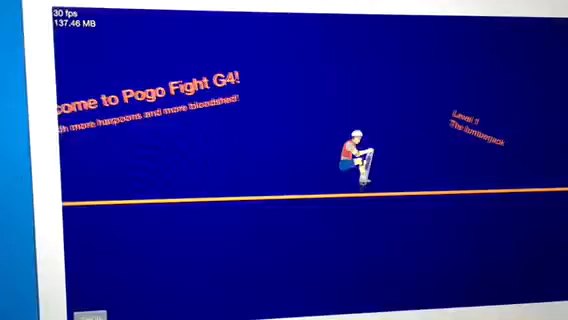 30 fps
137.46 MB
come to Pogo Fight G4!
th more harpoons and more bloodshed!
Level 1
The lumberjack